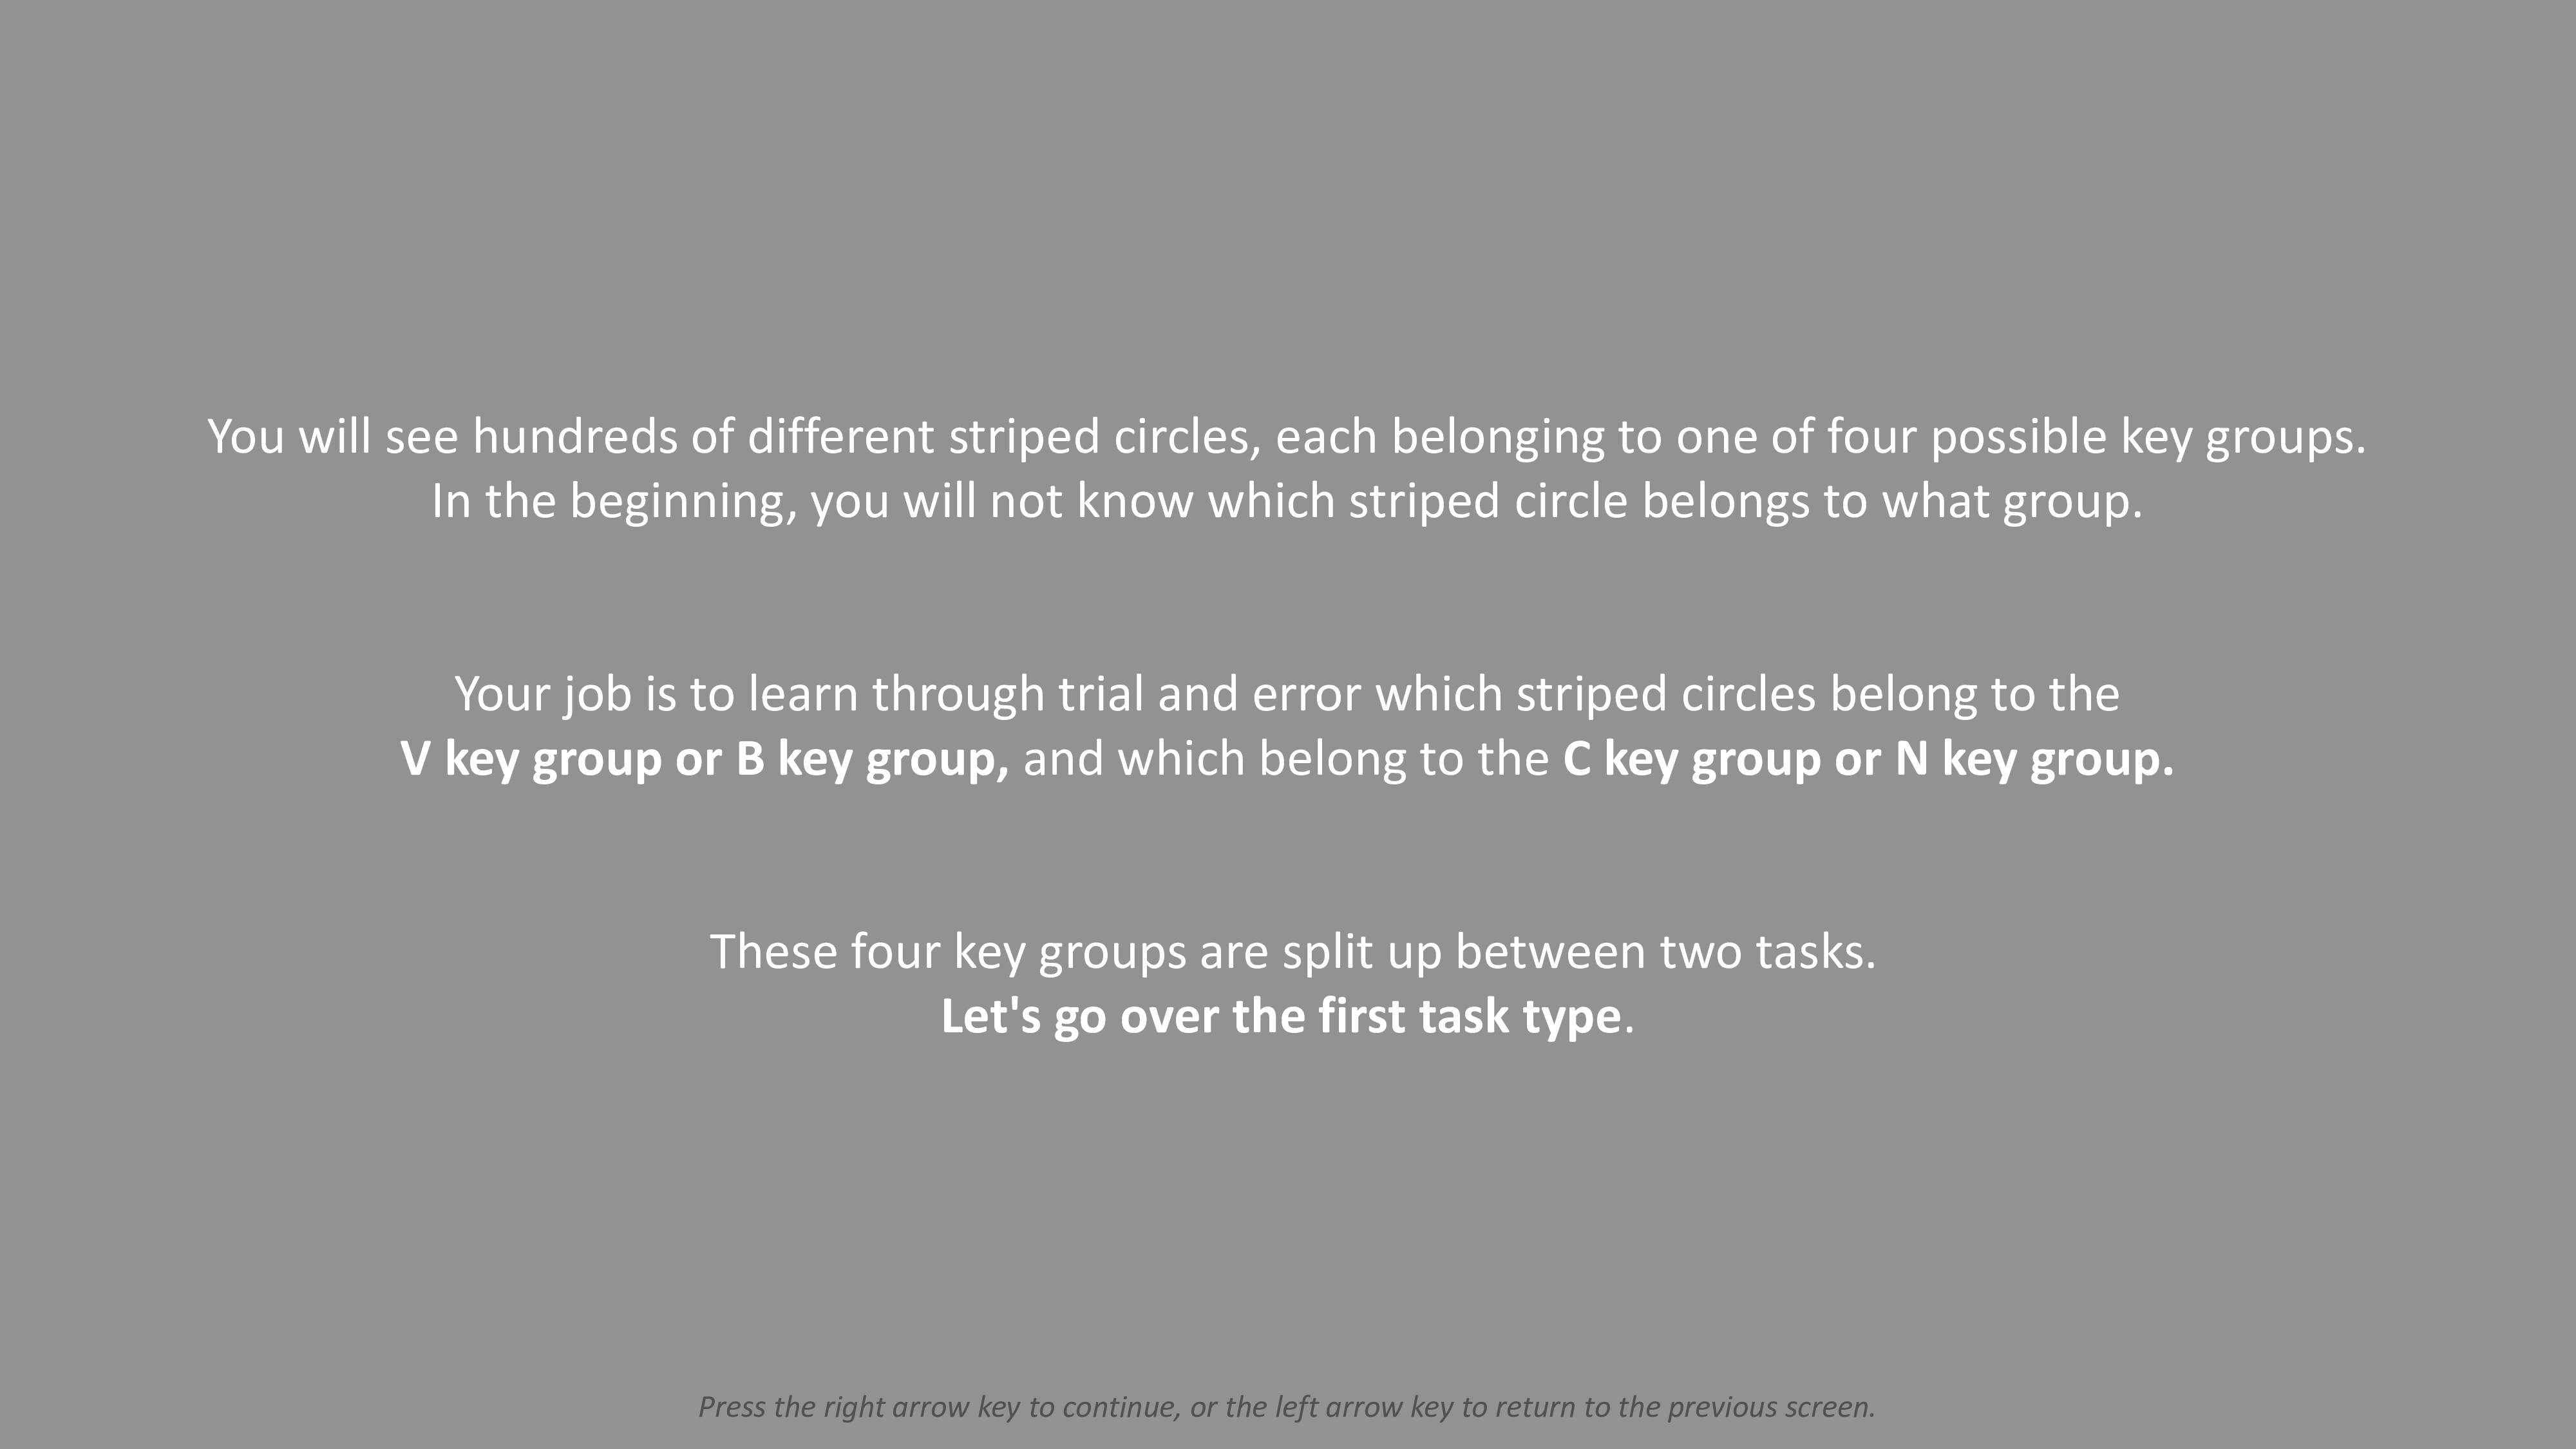 You will see hundreds of different striped circles, each belonging to one of four possible key groups.
In the beginning, you will not know which striped circle belongs to what group.
Your job is to learn through trial and error which striped circles belong to the
V key group or B key group, and which belong to the C key group or N key group.
These four key groups are split up between two tasks.
Let's go over the first task type.
Press the right arrow key to continue, or the left arrow key to return to the previous screen.